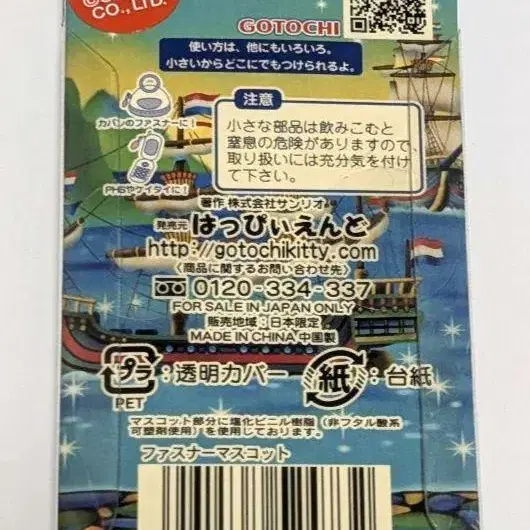 CO., LTD.
GOTOCHI
使い方は、他にもいろいろ。
小さいからどこにでもつけられるよ。
カバンのファスナーに!
PHSやケイタイに!
注意
小さな部品は飲みこむと
窒息の危険がありますので、
取り扱いには充分気を付け
て下さい。
著作 株式会社サンリオ
発売元 はっぴぃえんど
http://gotochikitty.com
〈商品に関するお問い合わせ先〉
0120-334-337
FOR SALE IN JAPAN ONLY
販売地域:日本限定
MADE IN CHINA 中国製
プラ:透明カバー 紙:台紙
PET
マスコット部分に塩化ビニル樹脂(非フタル酸系
可塑剤使用)を使用しております。
ファスナーマスコット